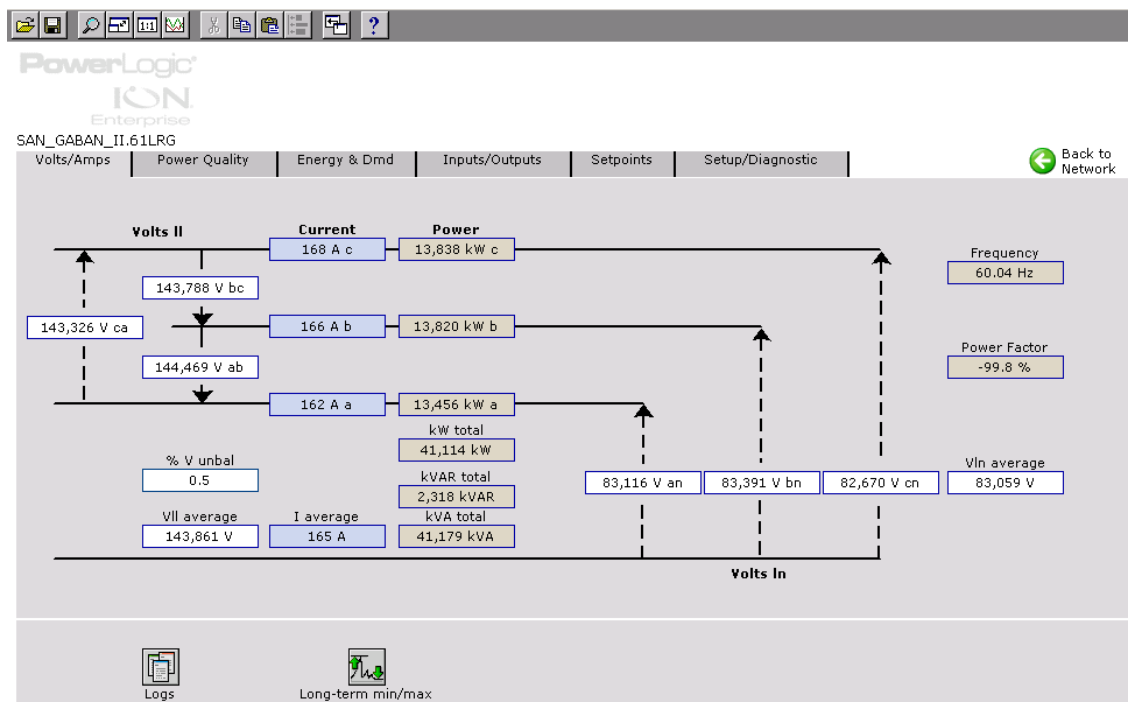 1:1
?
PowerLogic®
ION.
Enterprise
SAN_GABAN_II.61LRG
Volts/Amps Power Quality Energy & Dmd Inputs/Outputs Setpoints Setup/Diagnostic
Back to
Network
Volts ll Current Power
168 A c 13,838 kW c
Frequency
60.04 Hz
143,788 V bc
143,326 V ca 166 A b 13,820 kW b
Power Factor
144,469 V ab -99.8 %
162 A a 13,456 kW a
kW total
41,114 kW
% V unbal Vln average
0.5 kVAR total 83,116 V an 83,391 V bn 82,670 V cn 83,059 V
2,318 kVAR
Vll average I average kVA total
143,861 V 165 A 41,179 kVA
Volts ln
Logs Long-term min/max